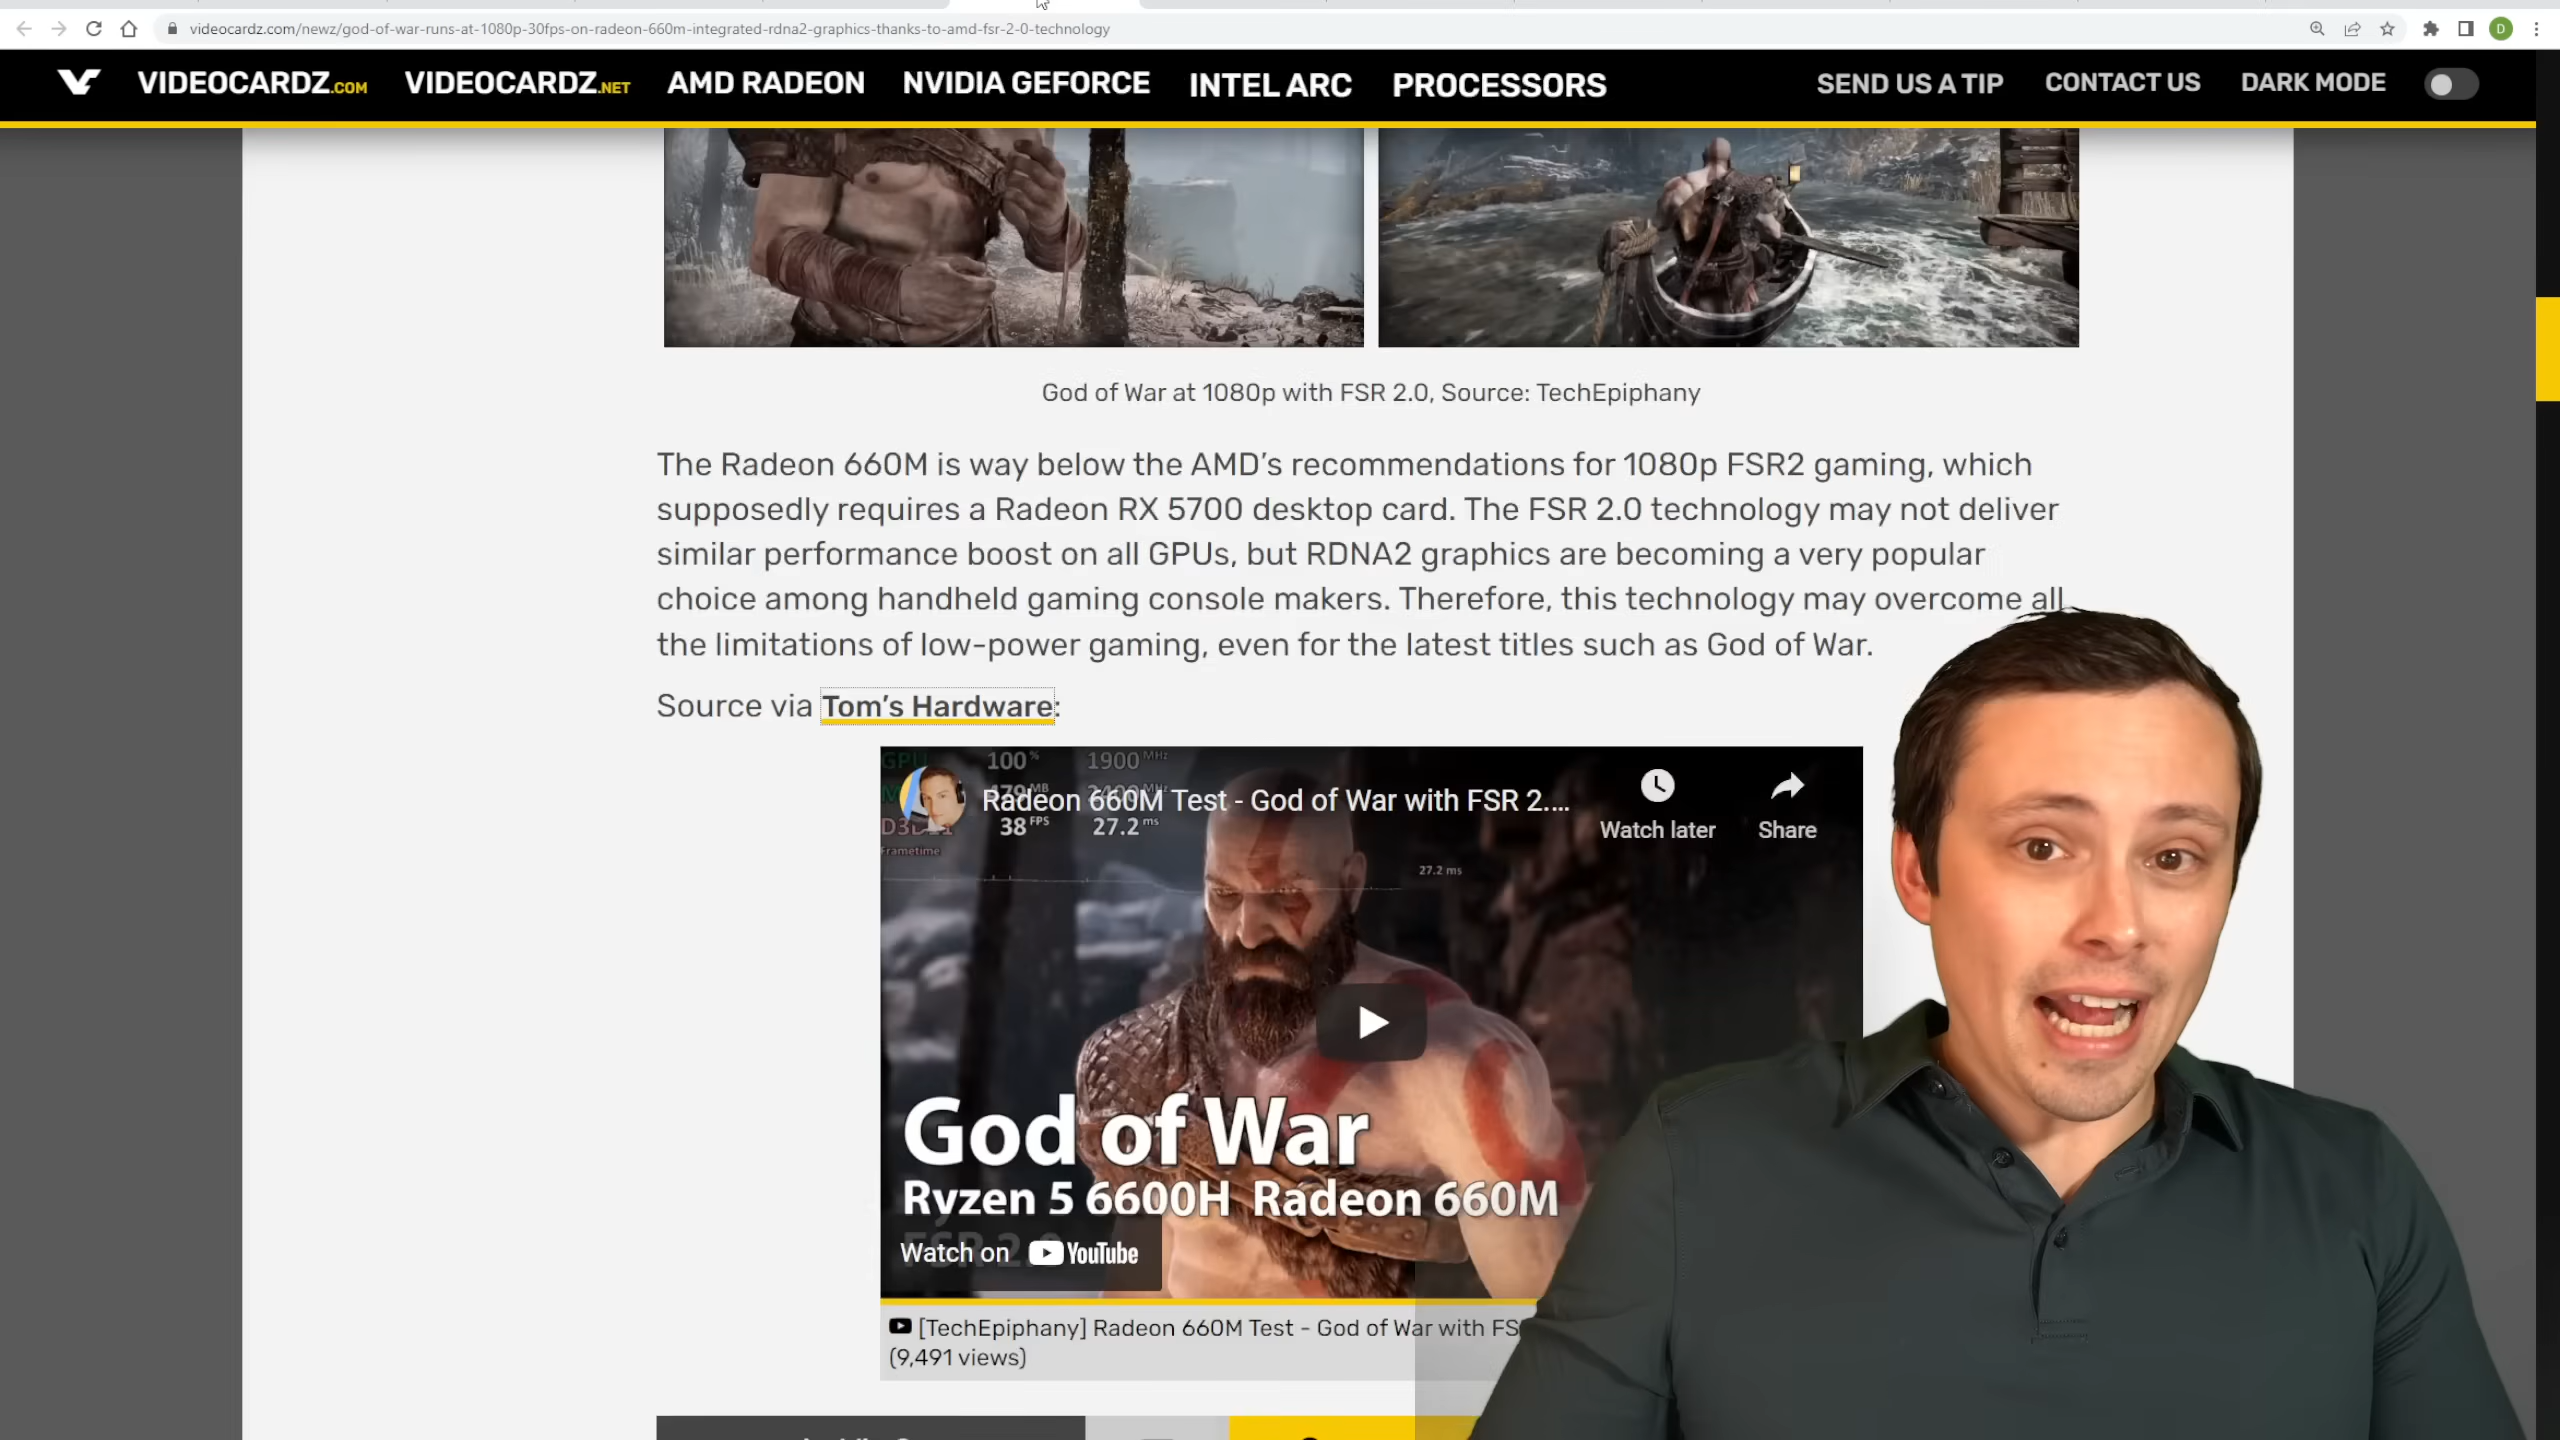 videocardz.com/newz/god-of-war-runs-at-1080p-30fps-on-radeon-660m-integrated-rdna2-graphics-thanks-to-amd-fsr-2-0-technology
D
VIDEOCARDZ.COM VIDEOCARDZ.NET AMD RADEON NVIDIA GEFORCE INTEL ARC PROCESSORS SEND US A TIP CONTACT US DARK MODE
God of War at 1080p with FSR 2.0, Source: TechEpiphany
The Radeon 660M is way below the AMD’s recommendations for 1080p FSR2 gaming, which
supposedly requires a Radeon RX 5700 desktop card. The FSR 2.0 technology may not deliver
similar performance boost on all GPUs, but RDNA2 graphics are becoming a very popular
choice among handheld gaming console makers. Therefore, this technology may overcome all
the limitations of low-power gaming, even for the latest titles such as God of War.
Source via Tom’s Hardware:
GPU 100 % 1900 MHz
Radeon 660M Test - God of War with FSR 2....
38 FPS 27.2 ms
Watch later Share
Frametime
27.2 ms
God of War
Ryzen 5 6600H Radeon 660M
Watch on YouTube
[TechEpiphany] Radeon 660M Test - God of War with FS
(9,491 views)